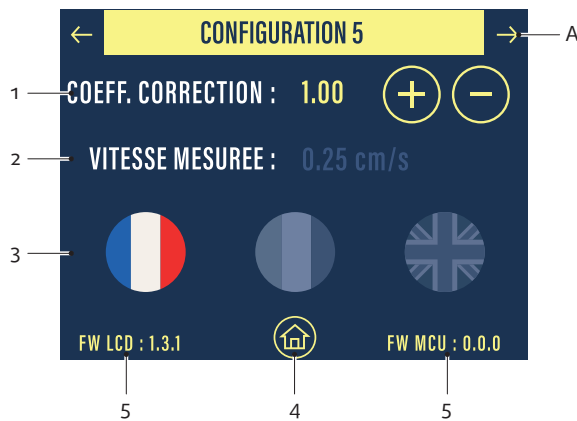 ← CONFIGURATION 5 → A
1 COEFF. CORRECTION : 1.00 + −
2 VITESSE MESUREE : 0.25 cm/s
3
FW LCD : 1.3.1 FW MCU : 0.0.0
5 4 5